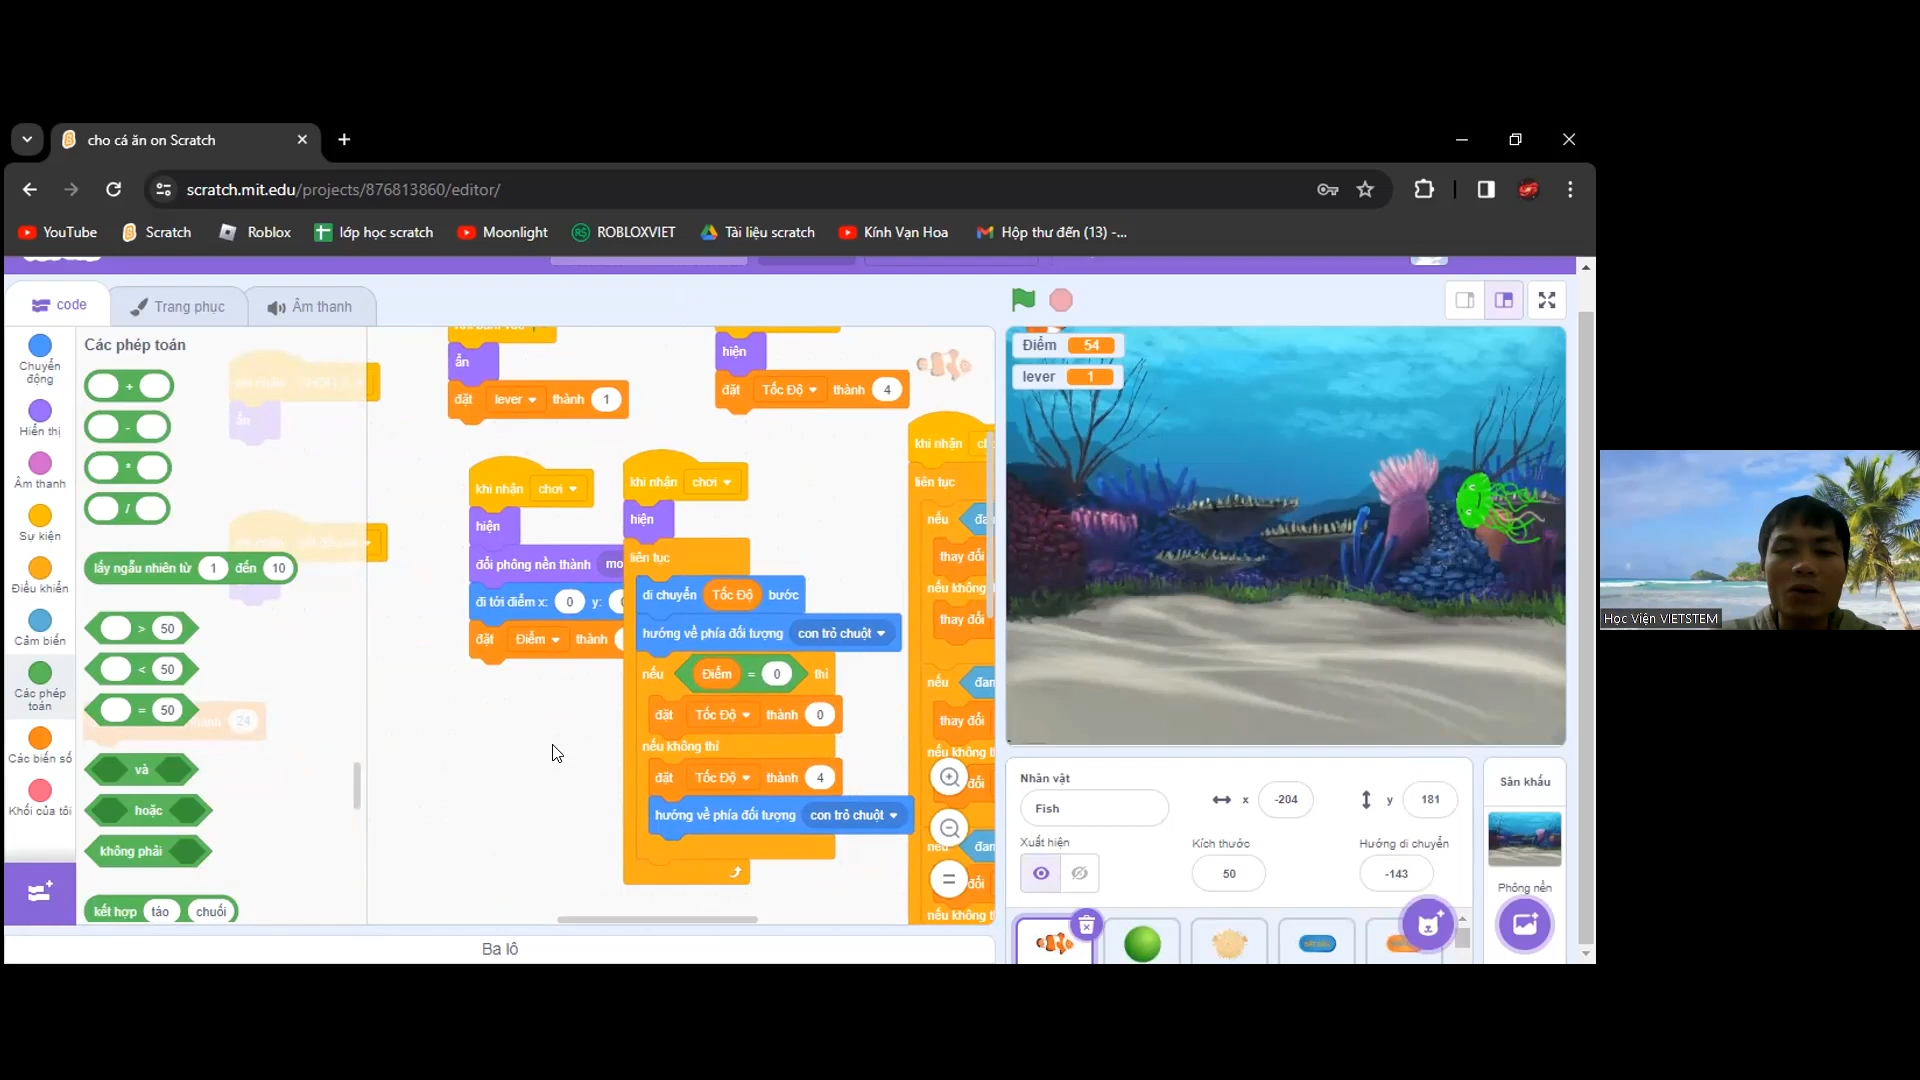 cho cá ăn on Scratch
scratch.mit.edu/projects/876813860/editor/
YouTube
Scratch
Roblox
lớp học scratch
Moonlight
ROBLOXVIET
Tài liệu scratch
Kính Vạn Hoa
Hộp thư đến (13) -...
code
Trang phục
Âm thanh
Chuyển động
Hiển thị
Âm thanh
Sự kiện
Điều khiển
Cảm biến
Các phép toán
Các biến số
Khối của tôi
Các phép toán
+
-
*
/
lấy ngẫu nhiên từ 1 đến 10
> 50
< 50
= 50
và
hoặc
không phải
kết hợp táo chuối
ẩn
24
ẩn
đặt lever thành 1
hiện
đặt Tốc Độ thành 4
khi nhận chơi
hiện
đổi phông nền thành mo
đi tới điểm x: 0 y:
đặt Điểm thành
khi nhận chơi
hiện
liên tục
di chuyển Tốc Độ bước
hướng về phía đối tượng con trỏ chuột
nếu Điểm = 0 thì
đặt Tốc Độ thành 0
nếu không thì
đặt Tốc Độ thành 4
hướng về phía đối tượng con trỏ chuột
khi nhận
liên tục
nếu
thay đổi
nếu không
thay đổi
nếu
thay đổi
nếu không th
nếu không th
Ba lô
Điểm 54
lever 1
Nhân vật
Fish
x -204
y 181
Xuất hiện
Kích thước
50
Hướng di chuyển
-143
Sân khấu
Phông nền
Học Viện VIETSTEM